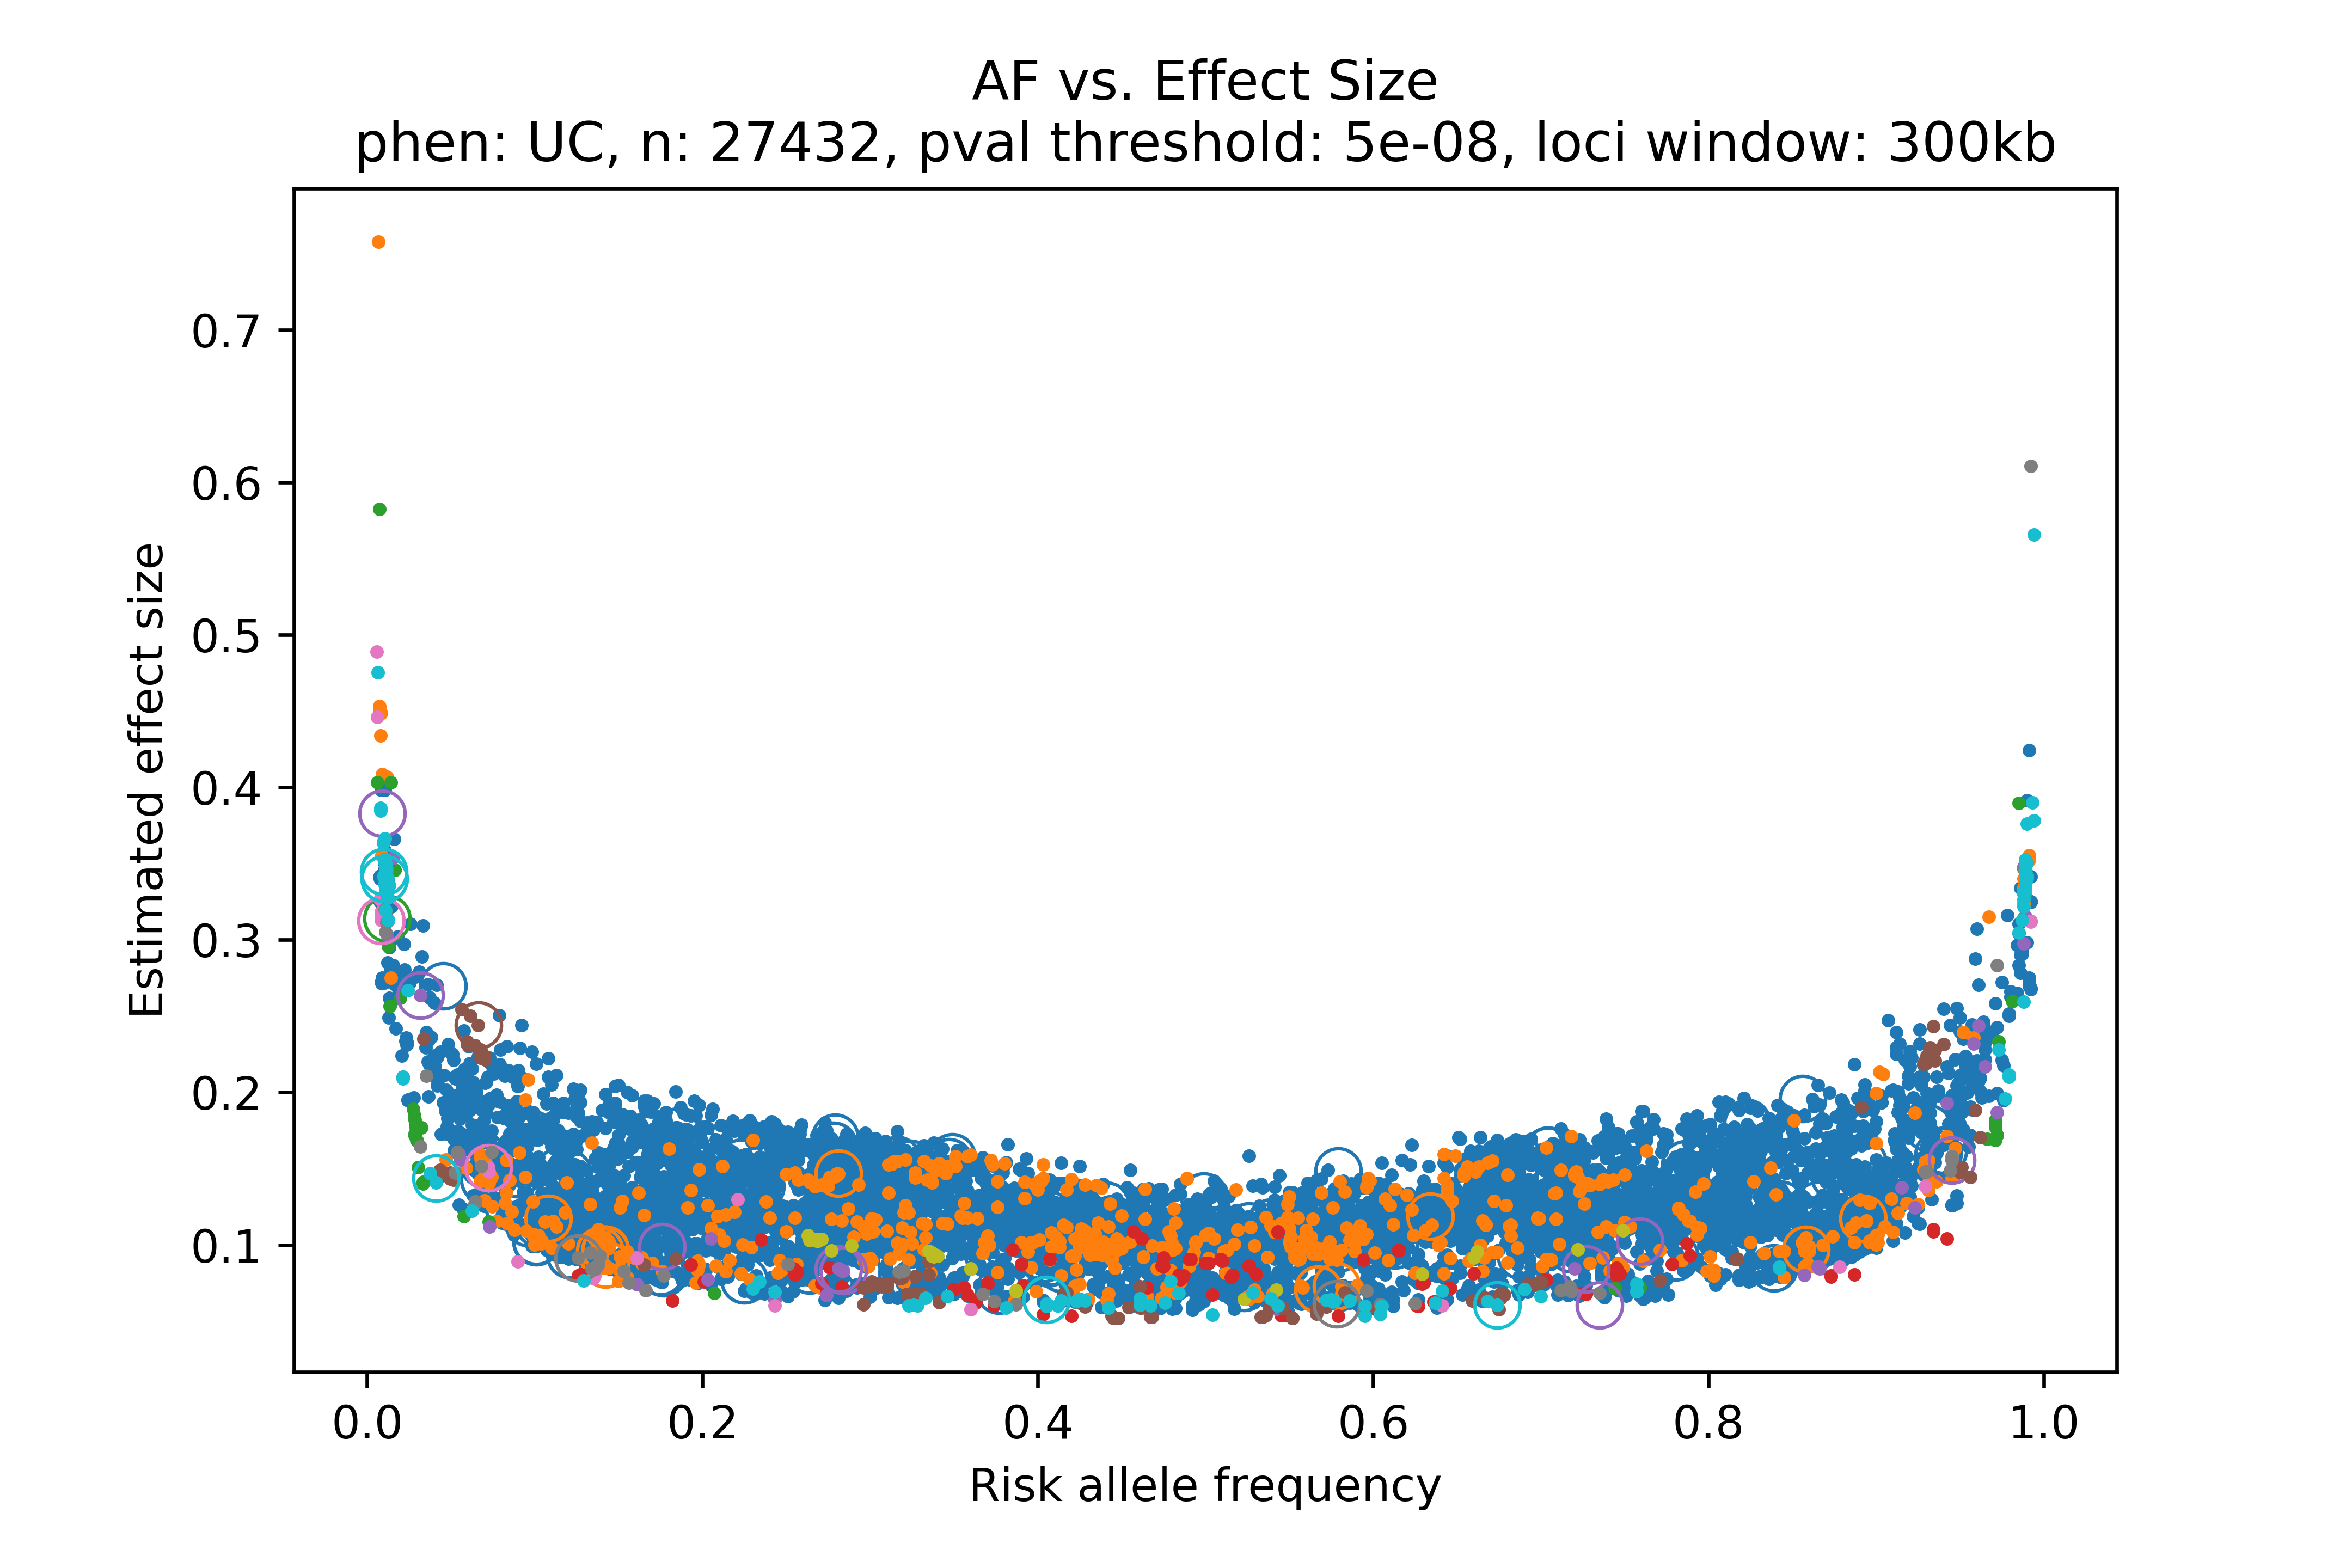 AF vs. Effect Size
phen: UC, n: 27432, pval threshold: 5e-08, loci window: 300kb
0.7
0.6
0.5
0.4
0.3
0.2
0.1
Estimated effect size
0.0 0.2 0.4 0.6 0.8 1.0
Risk allele frequency